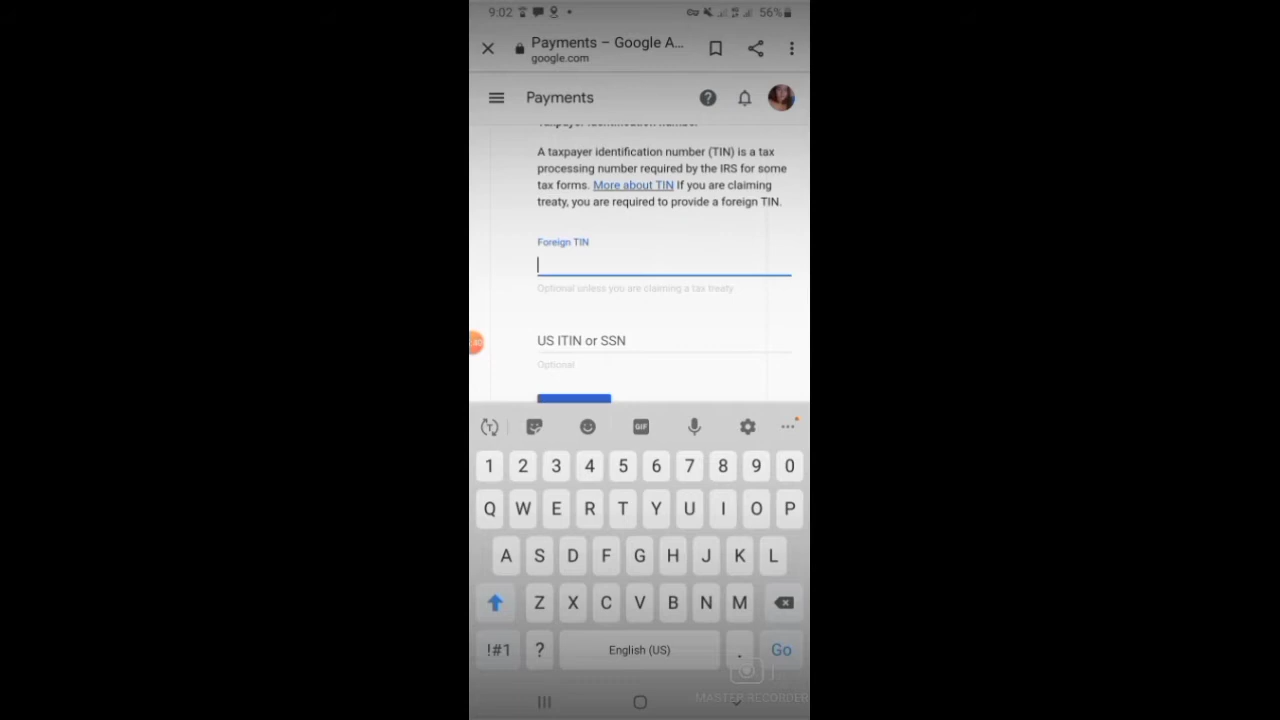 9:02
56%
Payments – Google A...
google.com
Payments
Taxpayer identification number
A taxpayer identification number (TIN) is a tax
processing number required by the IRS for some
tax forms. More about TIN If you are claiming
treaty, you are required to provide a foreign TIN.
Foreign TIN
Optional unless you are claiming a tax treaty
US ITIN or SSN
Optional
GIF
1 2 3 4 5 6 7 8 9 0
Q W E R T Y U I O P
A S D F G H J K L
Z X C V B N M
!#1 ? English (US) . Go
MASTER RECORDER